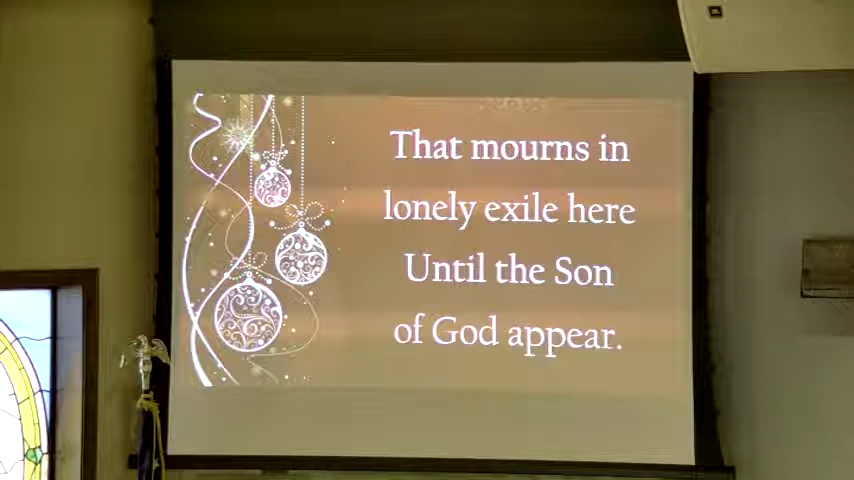 That mourns in
lonely exile here
Until the Son
of God appear.